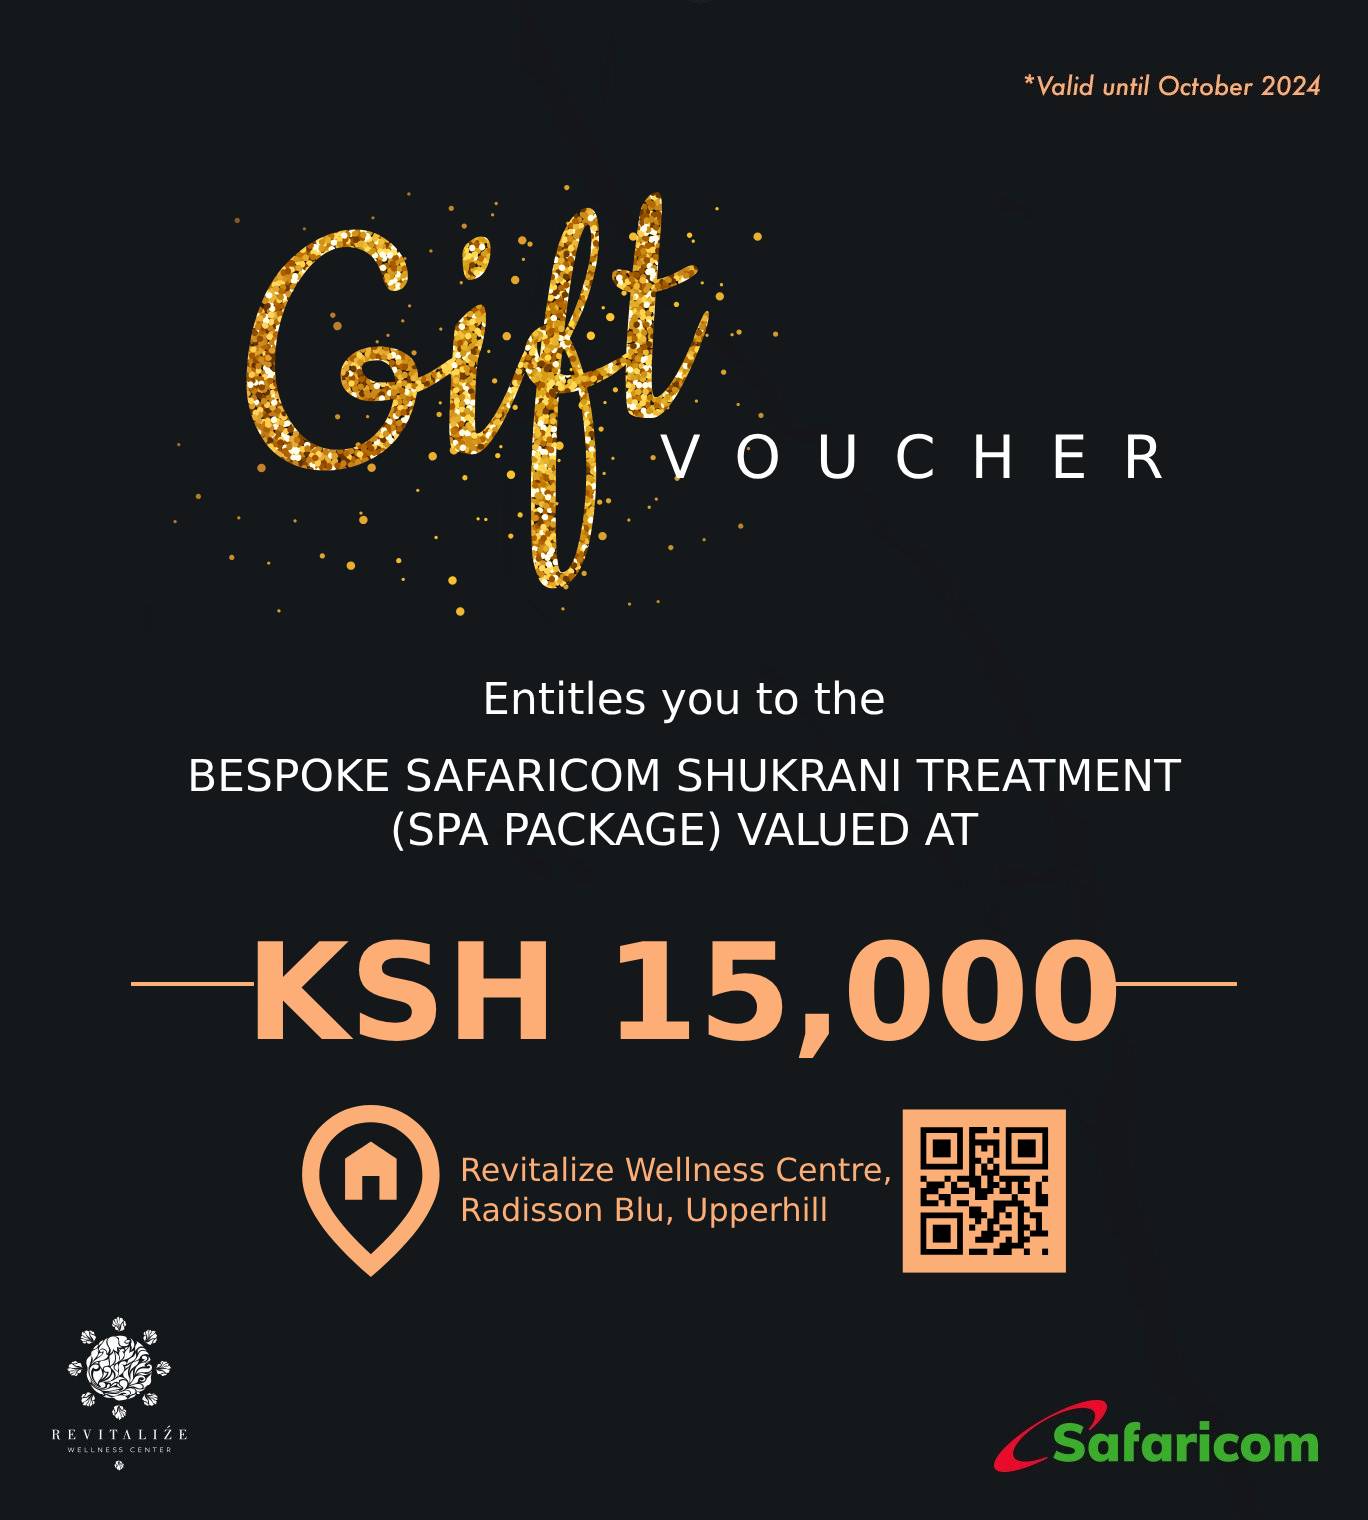 *Valid until October 2024
Gift
VOUCHER
Entitles you to the
BESPOKE SAFARICOM SHUKRANI TREATMENT
(SPA PACKAGE) VALUED AT
KSH 15,000
Revitalize Wellness Centre,
Radisson Blu, Upperhill
REVITALIŹE
WELLNESS CENTER
Safaricom